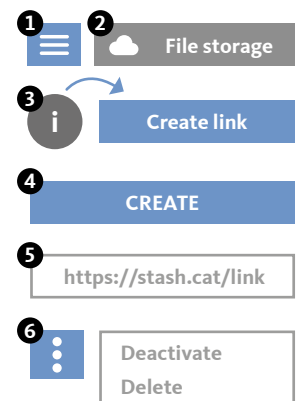 1 2
File storage
3
i Create link
4
CREATE
5
https://stash.cat/link
6
Deactivate
Delete